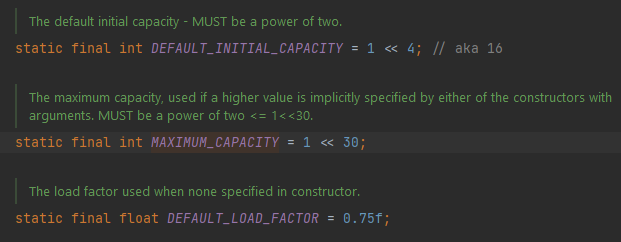 The default initial capacity - MUST be a power of two.
static final int DEFAULT_INITIAL_CAPACITY = 1 << 4; // aka 16
The maximum capacity, used if a higher value is implicitly specified by either of the constructors with
arguments. MUST be a power of two <= 1<<30.
static final int MAXIMUM_CAPACITY = 1 << 30;
The load factor used when none specified in constructor.
static final float DEFAULT_LOAD_FACTOR = 0.75f;